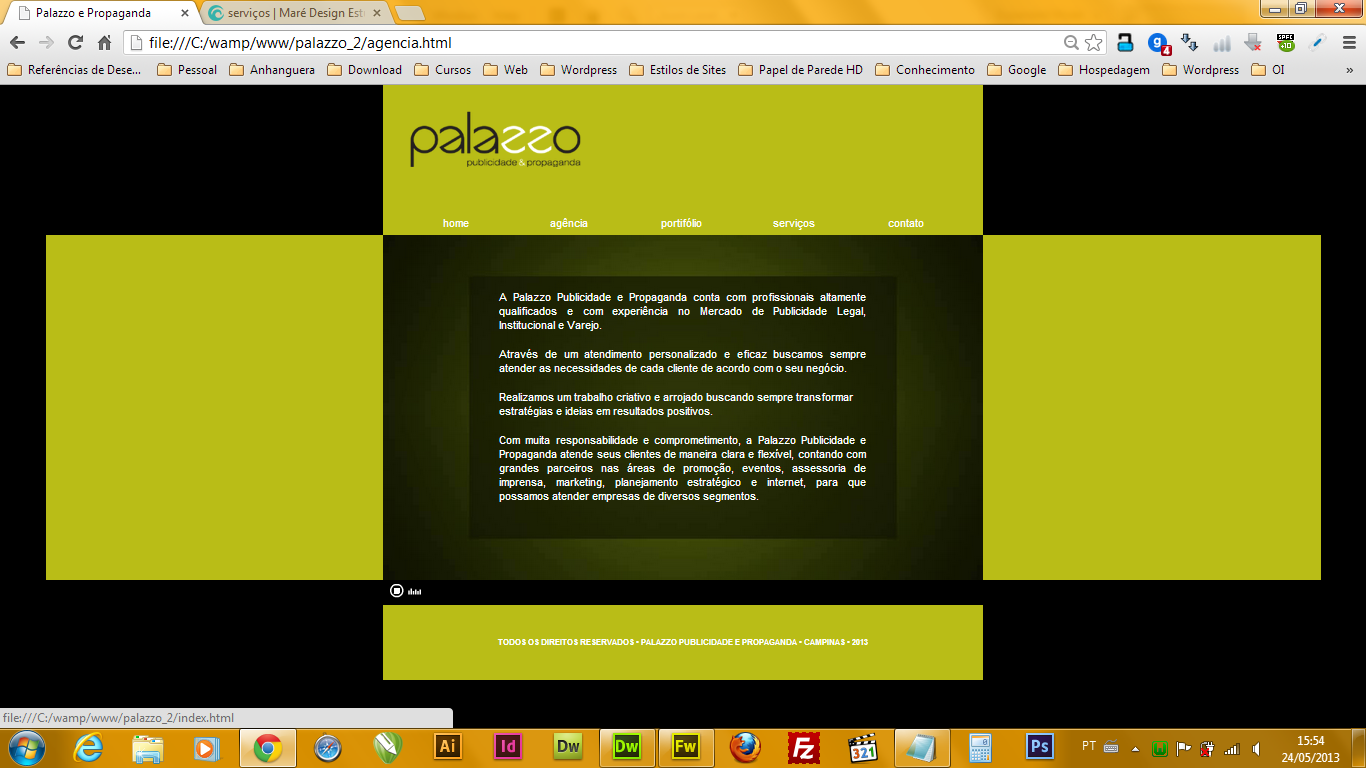 Palazzo e Propaganda
serviços | Maré Design Est
file:///C:/wamp/www/palazzo_2/agencia.html
g 4
SPEC +10
Referências de Dese... Pessoal Anhanguera Download Cursos Web Wordpress Estilos de Sites Papel de Parede HD Conhecimento Google Hospedagem Wordpress OI »
palazzo
publicidade&propaganda
home agência portifólio serviços contato
A Palazzo Publicidade e Propaganda conta com profissionais altamente
qualificados e com experiência no Mercado de Publicidade Legal,
Institucional e Varejo.
Através de um atendimento personalizado e eficaz buscamos sempre
atender as necessidades de cada cliente de acordo com o seu negócio.
Realizamos um trabalho criativo e arrojado buscando sempre transformar
estratégias e ideias em resultados positivos.
Com muita responsabilidade e comprometimento, a Palazzo Publicidade e
Propaganda atende seus clientes de maneira clara e flexível, contando com
grandes parceiros nas áreas de promoção, eventos, assessoria de
imprensa, marketing, planejamento estratégico e internet, para que
possamos atender empresas de diversos segmentos.
TODOS OS DIREITOS RESERVADOS - PALAZZO PUBLICIDADE E PROPAGANDA - CAMPINAS - 2013
file:///C:/wamp/www/palazzo_2/index.html
Ai Id Dw Dw Fw Fz 321 Ps
PT
15:54
24/05/2013